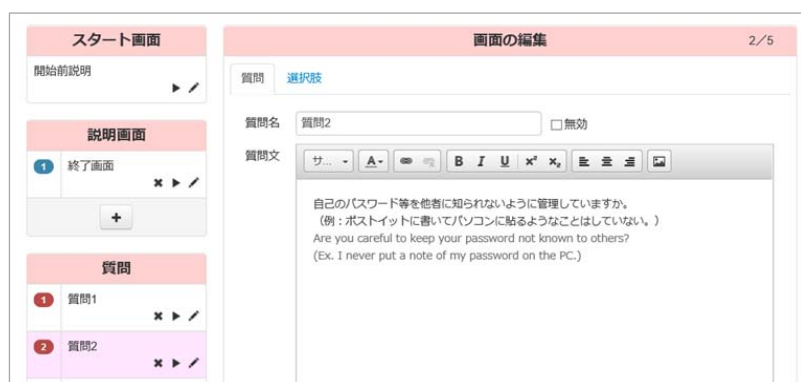 スタート画面
開始前説明
説明画面
1 終了画面
質問
1 質問1
2 質問2
画面の編集 2/5
質問 選択肢
質問名 質問2 無効
質問文 サ... A B I U x² x₂
自己のパスワード等を他者に知られないように管理していますか。
（例：ポストイットに書いてパソコンに貼るようなことはしていない。）
Are you careful to keep your password not known to others?
(Ex. I never put a note of my password on the PC.)